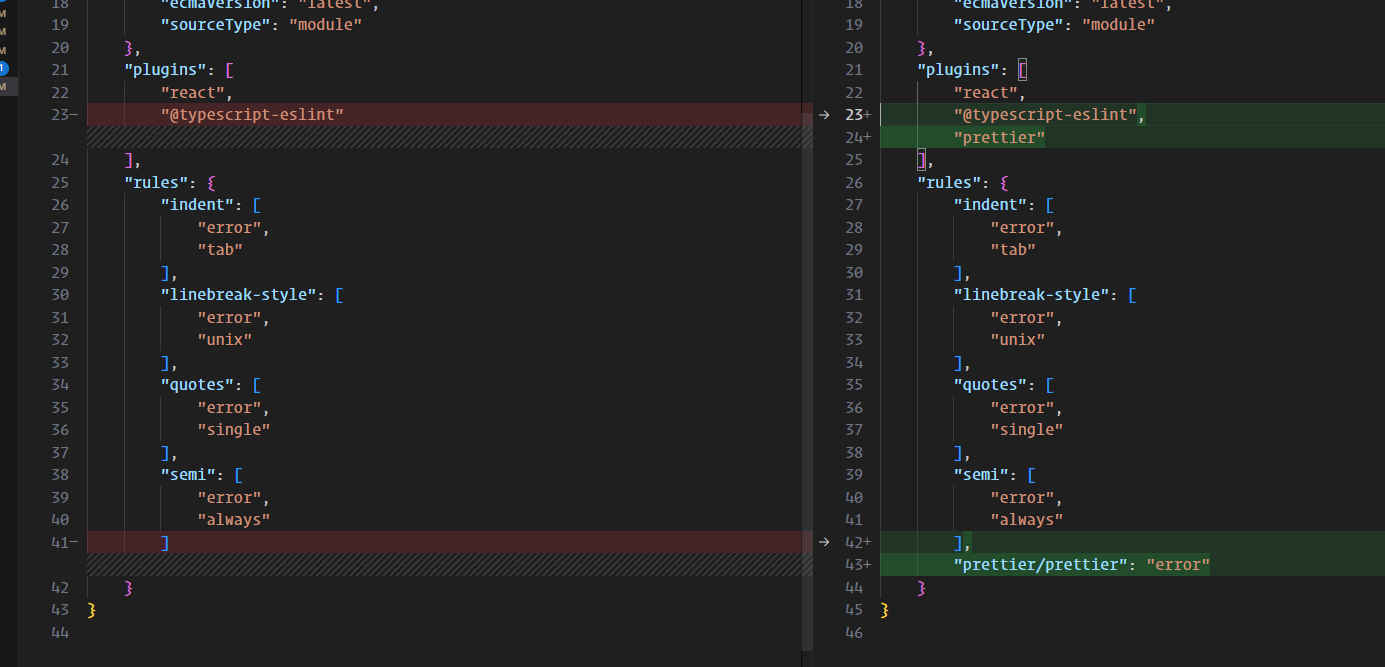 18 "ecmaVersion": "latest",
19 "sourceType": "module"
20 },
21 "plugins": [
22 "react",
23− "@typescript-eslint"
24 ],
25 "rules": {
26 "indent": [
27 "error",
28 "tab"
29 ],
30 "linebreak-style": [
31 "error",
32 "unix"
33 ],
34 "quotes": [
35 "error",
36 "single"
37 ],
38 "semi": [
39 "error",
40 "always"
41− ]
42 }
43 }
44
18 "ecmaVersion": "latest",
19 "sourceType": "module"
20 },
21 "plugins": [
22 "react",
→ 23+ "@typescript-eslint",
24+ "prettier"
25 ],
26 "rules": {
27 "indent": [
28 "error",
29 "tab"
30 ],
31 "linebreak-style": [
32 "error",
33 "unix"
34 ],
35 "quotes": [
36 "error",
37 "single"
38 ],
39 "semi": [
40 "error",
41 "always"
→ 42+ ],
43+ "prettier/prettier": "error"
44 }
45 }
46
M
M
M
1
M